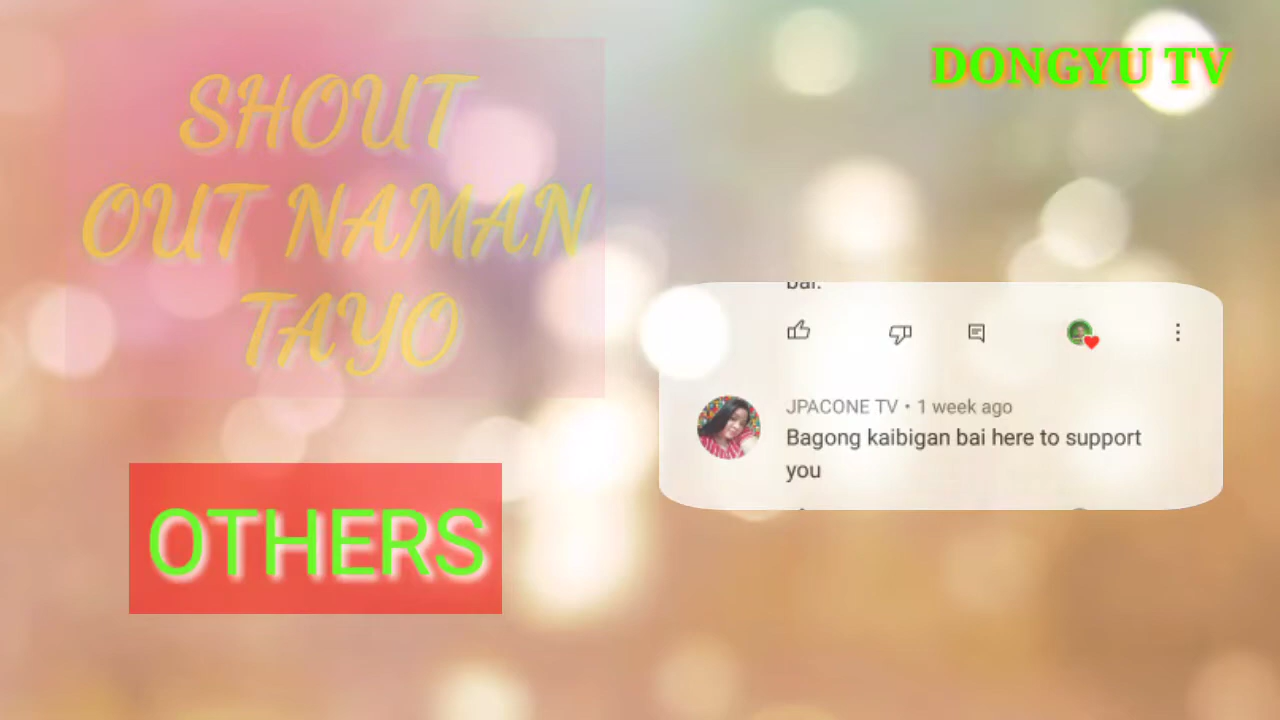 DONGYU TV
SHOUT
OUT NAMAN
TAYO
bai.
JPACONE TV • 1 week ago
Bagong kaibigan bai here to support
you
OTHERS